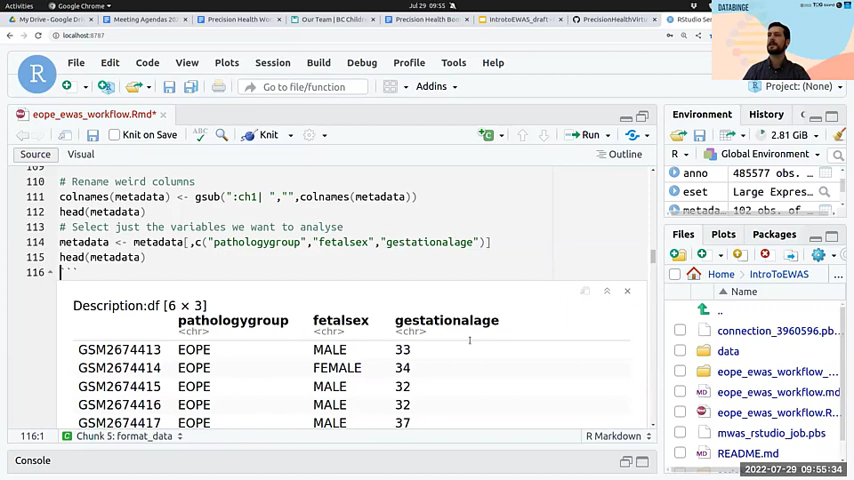 Activities
Google Chrome
Jul 29 09:55
My Drive - Goo
Meeting Agendas 202
Precision Health Wo
Our Team | BC Childre
Precision Health Boo
IntrotoEWAS_draft
PrecisionHealthVirtu
RStudio Ser
localhost:8787
DATABINGE
File Edit Code View Plots Session Build Debug Profile Tools Help
Go to file/function
Addins
Project: (None)
eope_ewas_workflow.Rmd*
Knit on Save
Knit
Run
Source Visual
Outline
109
110 # Rename weird columns
111 colnames(metadata) <- gsub(":ch1| ","",colnames(metadata))
112 head(metadata)
113 # Select just the variables we want to analyse
114 metadata <- metadata[,c("pathologygroup","fetalsex","gestationalage")]
115 head(metadata)
116 ```
Description:df [6 × 3]
pathologygroup fetalsex gestationalage
<chr> <chr> <chr>
GSM2674413 EOPE MALE 33
GSM2674414 EOPE FEMALE 34
GSM2674415 EOPE MALE 32
GSM2674416 EOPE MALE 32
GSM2674417 EOPE MALE 37
116:1 Chunk 5: format_data
R Markdown
Console
Environment History
2.81 GiB
R Global Environment
anno 485577 obs. …
eset Large Expres…
metada… 102 obs. of …
Files Plots Packages
Home IntroToEWAS
Name
..
connection_3960596.pb…
data
eope_ewas_workflow_…
eope_ewas_workflow.md
eope_ewas_workflow.R…
mwas_rstudio_job.pbs
README.md
2022-07-29 09:55:34